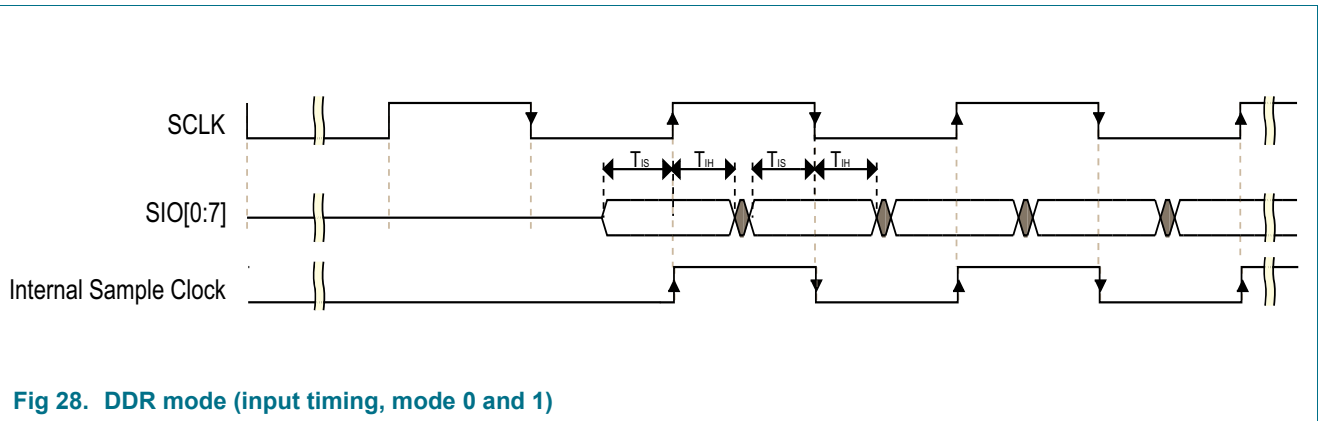 SCLK
TIS TIH TIS TIH
SIO[0:7]
Internal Sample Clock
Fig 28. DDR mode (input timing, mode 0 and 1)